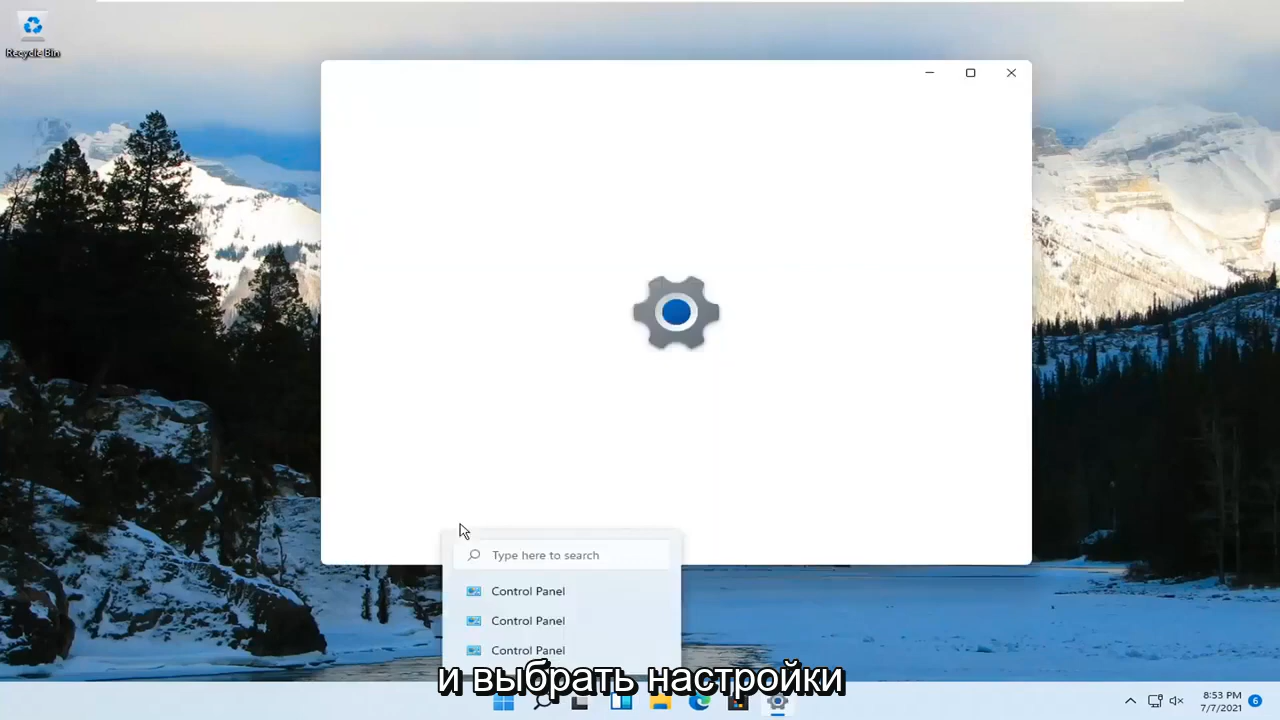 Recycle Bin
Type here to search
Control Panel
Control Panel
Control Panel
и выбрать настройки
8:53 PM
7/7/2021
6